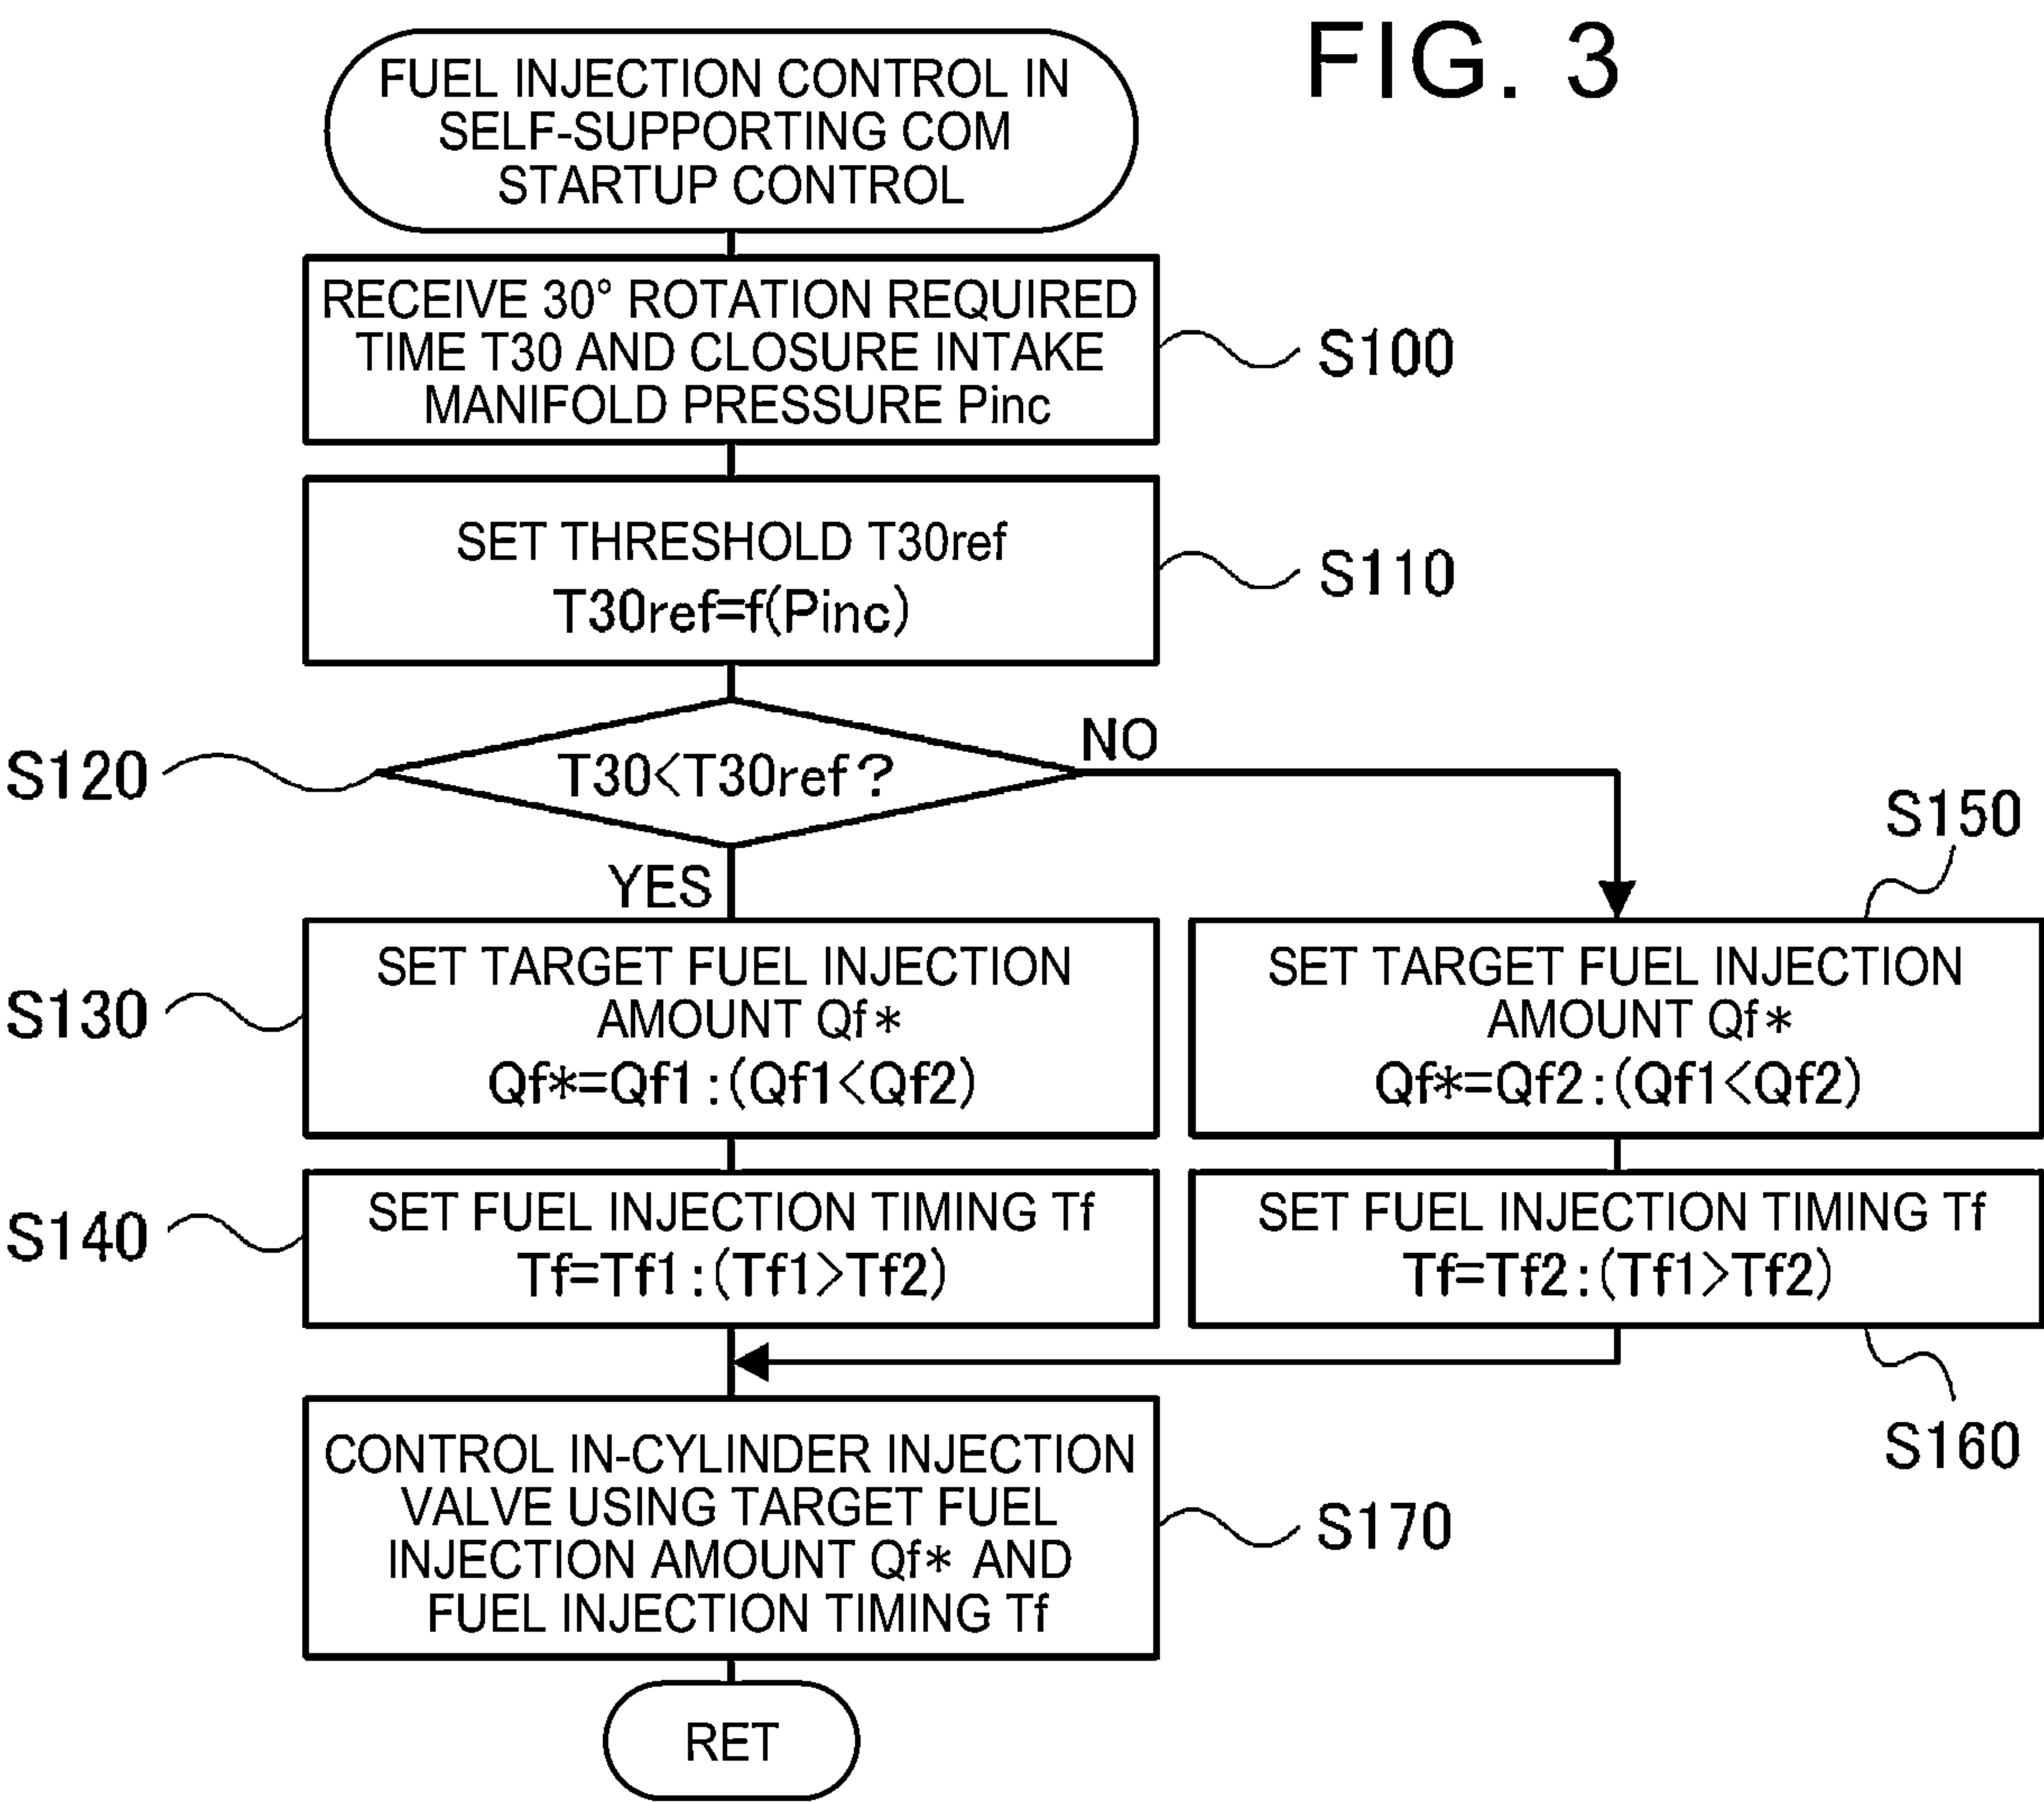 FIG. 3
FUEL INJECTION CONTROL IN
SELF-SUPPORTING COM
STARTUP CONTROL
RECEIVE 30° ROTATION REQUIRED
TIME T30 AND CLOSURE INTAKE
MANIFOLD PRESSURE Pinc
S100
SET THRESHOLD T30ref
T30ref=f(Pinc)
S110
S120
T30<T30ref?
NO
YES
S130
SET TARGET FUEL INJECTION
AMOUNT Qf*
Qf*=Qf1:(Qf1<Qf2)
S150
SET TARGET FUEL INJECTION
AMOUNT Qf*
Qf*=Qf2:(Qf1<Qf2)
S140
SET FUEL INJECTION TIMING Tf
Tf=Tf1:(Tf1>Tf2)
SET FUEL INJECTION TIMING Tf
Tf=Tf2:(Tf1>Tf2)
S160
CONTROL IN-CYLINDER INJECTION
VALVE USING TARGET FUEL
INJECTION AMOUNT Qf* AND
FUEL INJECTION TIMING Tf
S170
RET